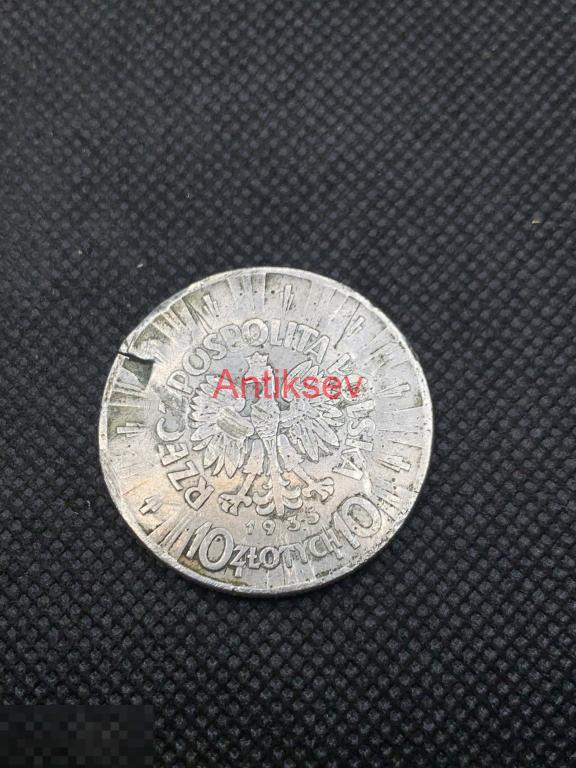 RZECZPOSPOLITA POLSKA
Antiksev
1935
10 ZŁOTYCH 10